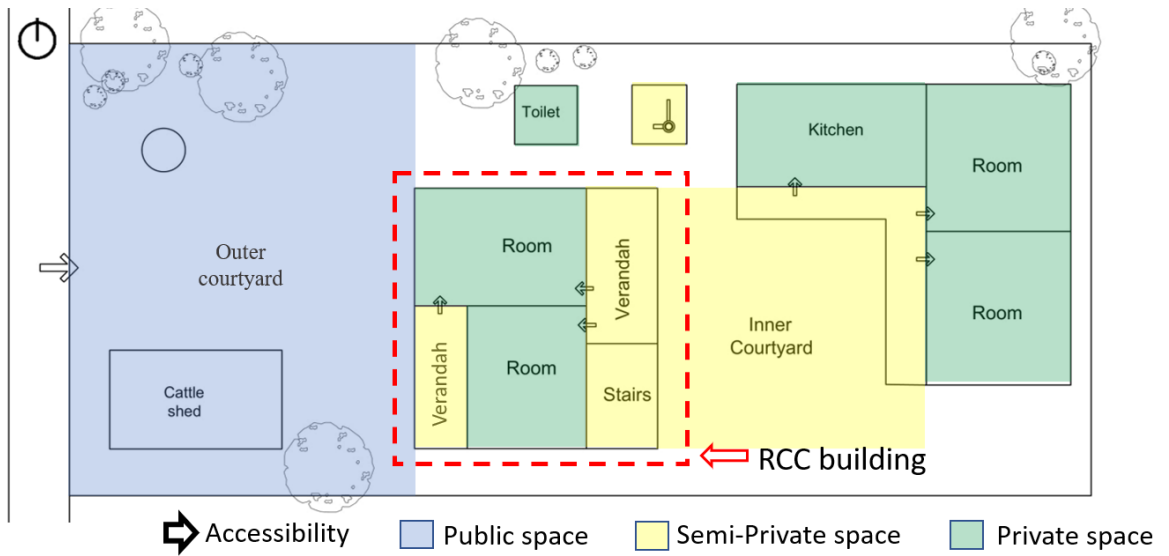 Toilet
Kitchen
Room
Room
Verandah
Outer
courtyard
Room
Inner
Courtyard
Room
Verandah
Cattle
shed
Stairs
RCC building
Accessibility
Public space
Semi-Private space
Private space